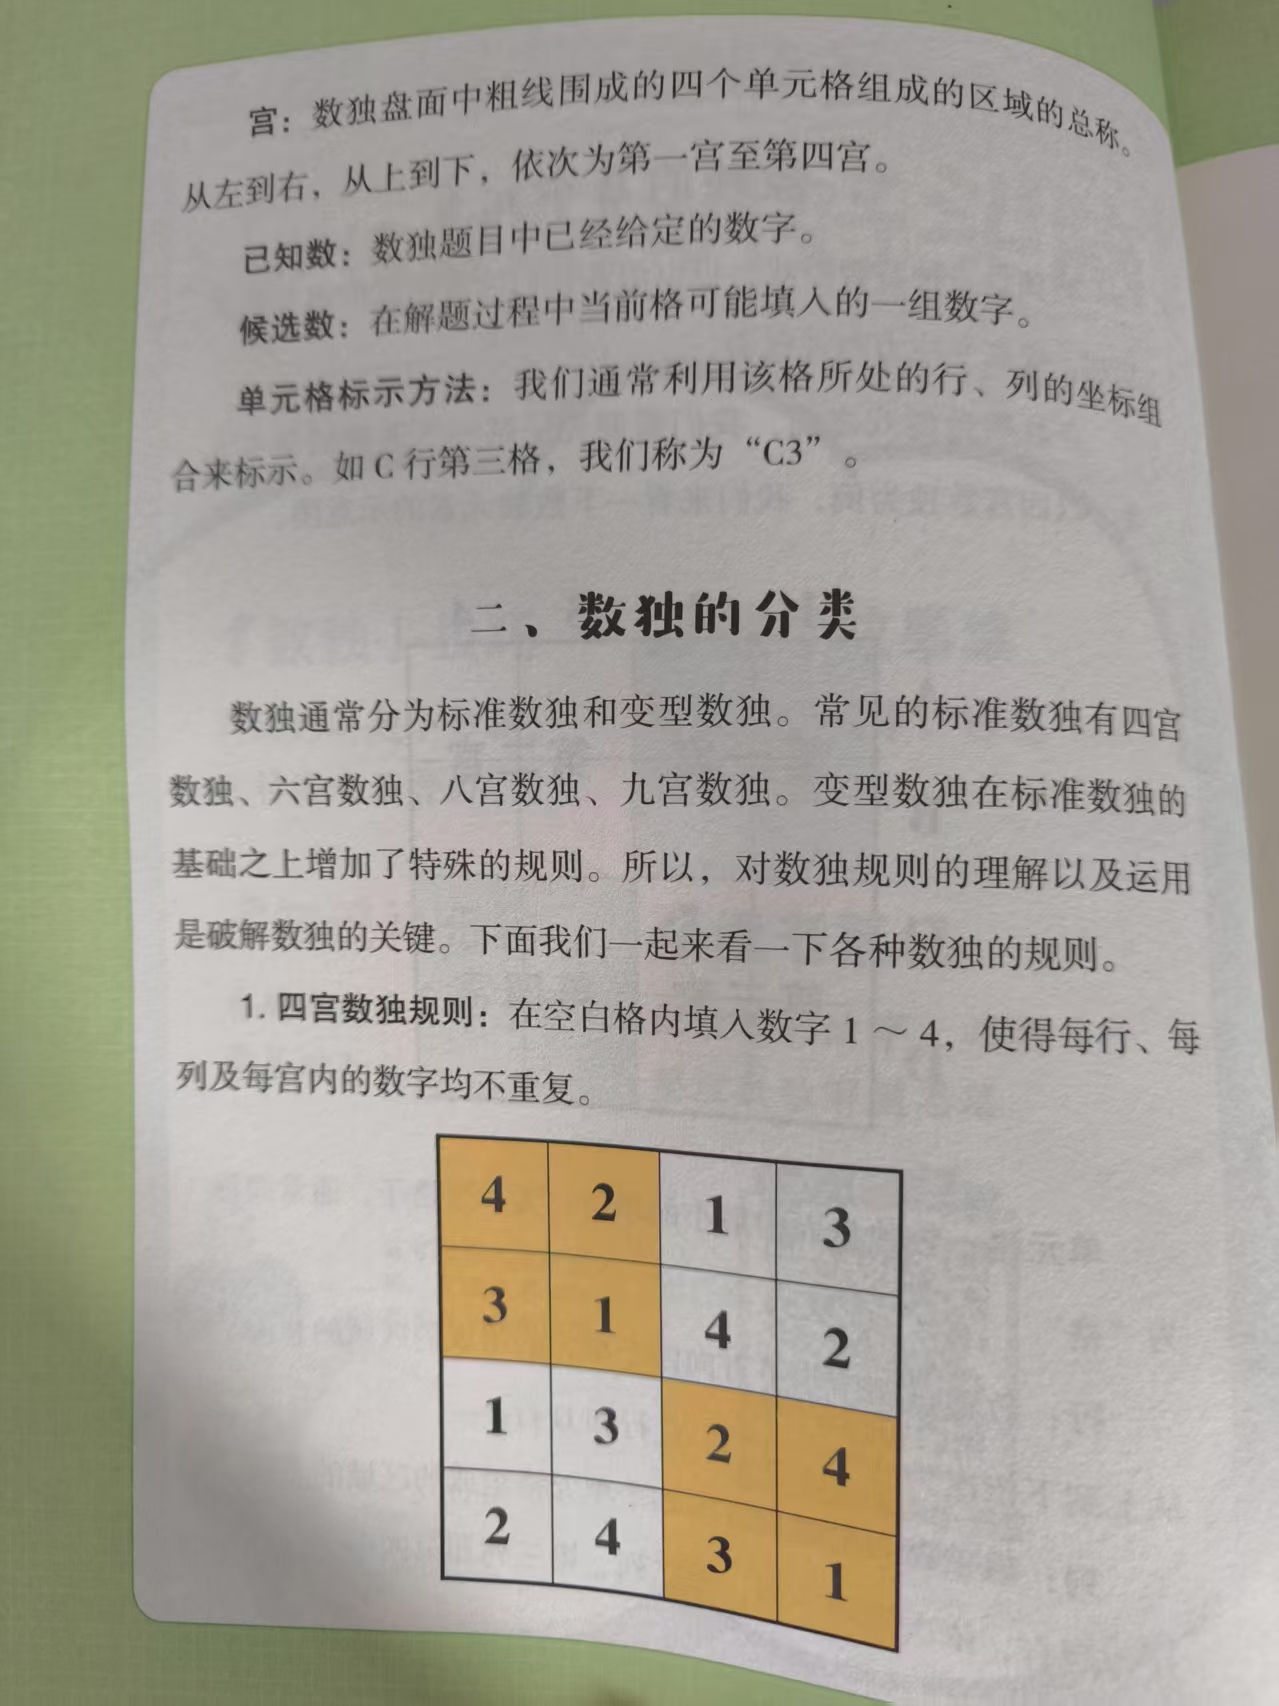 宫：数独盘面中粗线围成的四个单元格组成的区域的总称。
从左到右，从上到下，依次为第一宫至第四宫。
已知数：数独题目中已经给定的数字。
候选数：在解题过程中当前格可能填入的一组数字。
单元格标示方法：我们通常利用该格所处的行、列的坐标组
合来标示。如 C 行第三格，我们称为“C3”。
二、数独的分类
数独通常分为标准数独和变型数独。常见的标准数独有四宫
数独、六宫数独、八宫数独、九宫数独。变型数独在标准数独的
基础之上增加了特殊的规则。所以，对数独规则的理解以及运用
是破解数独的关键。下面我们一起来看一下各种数独的规则。
1. 四宫数独规则：在空白格内填入数字 1～4，使得每行、每
列及每宫内的数字均不重复。
4 2 1 3
3 1 4 2
1 3 2 4
2 4 3 1